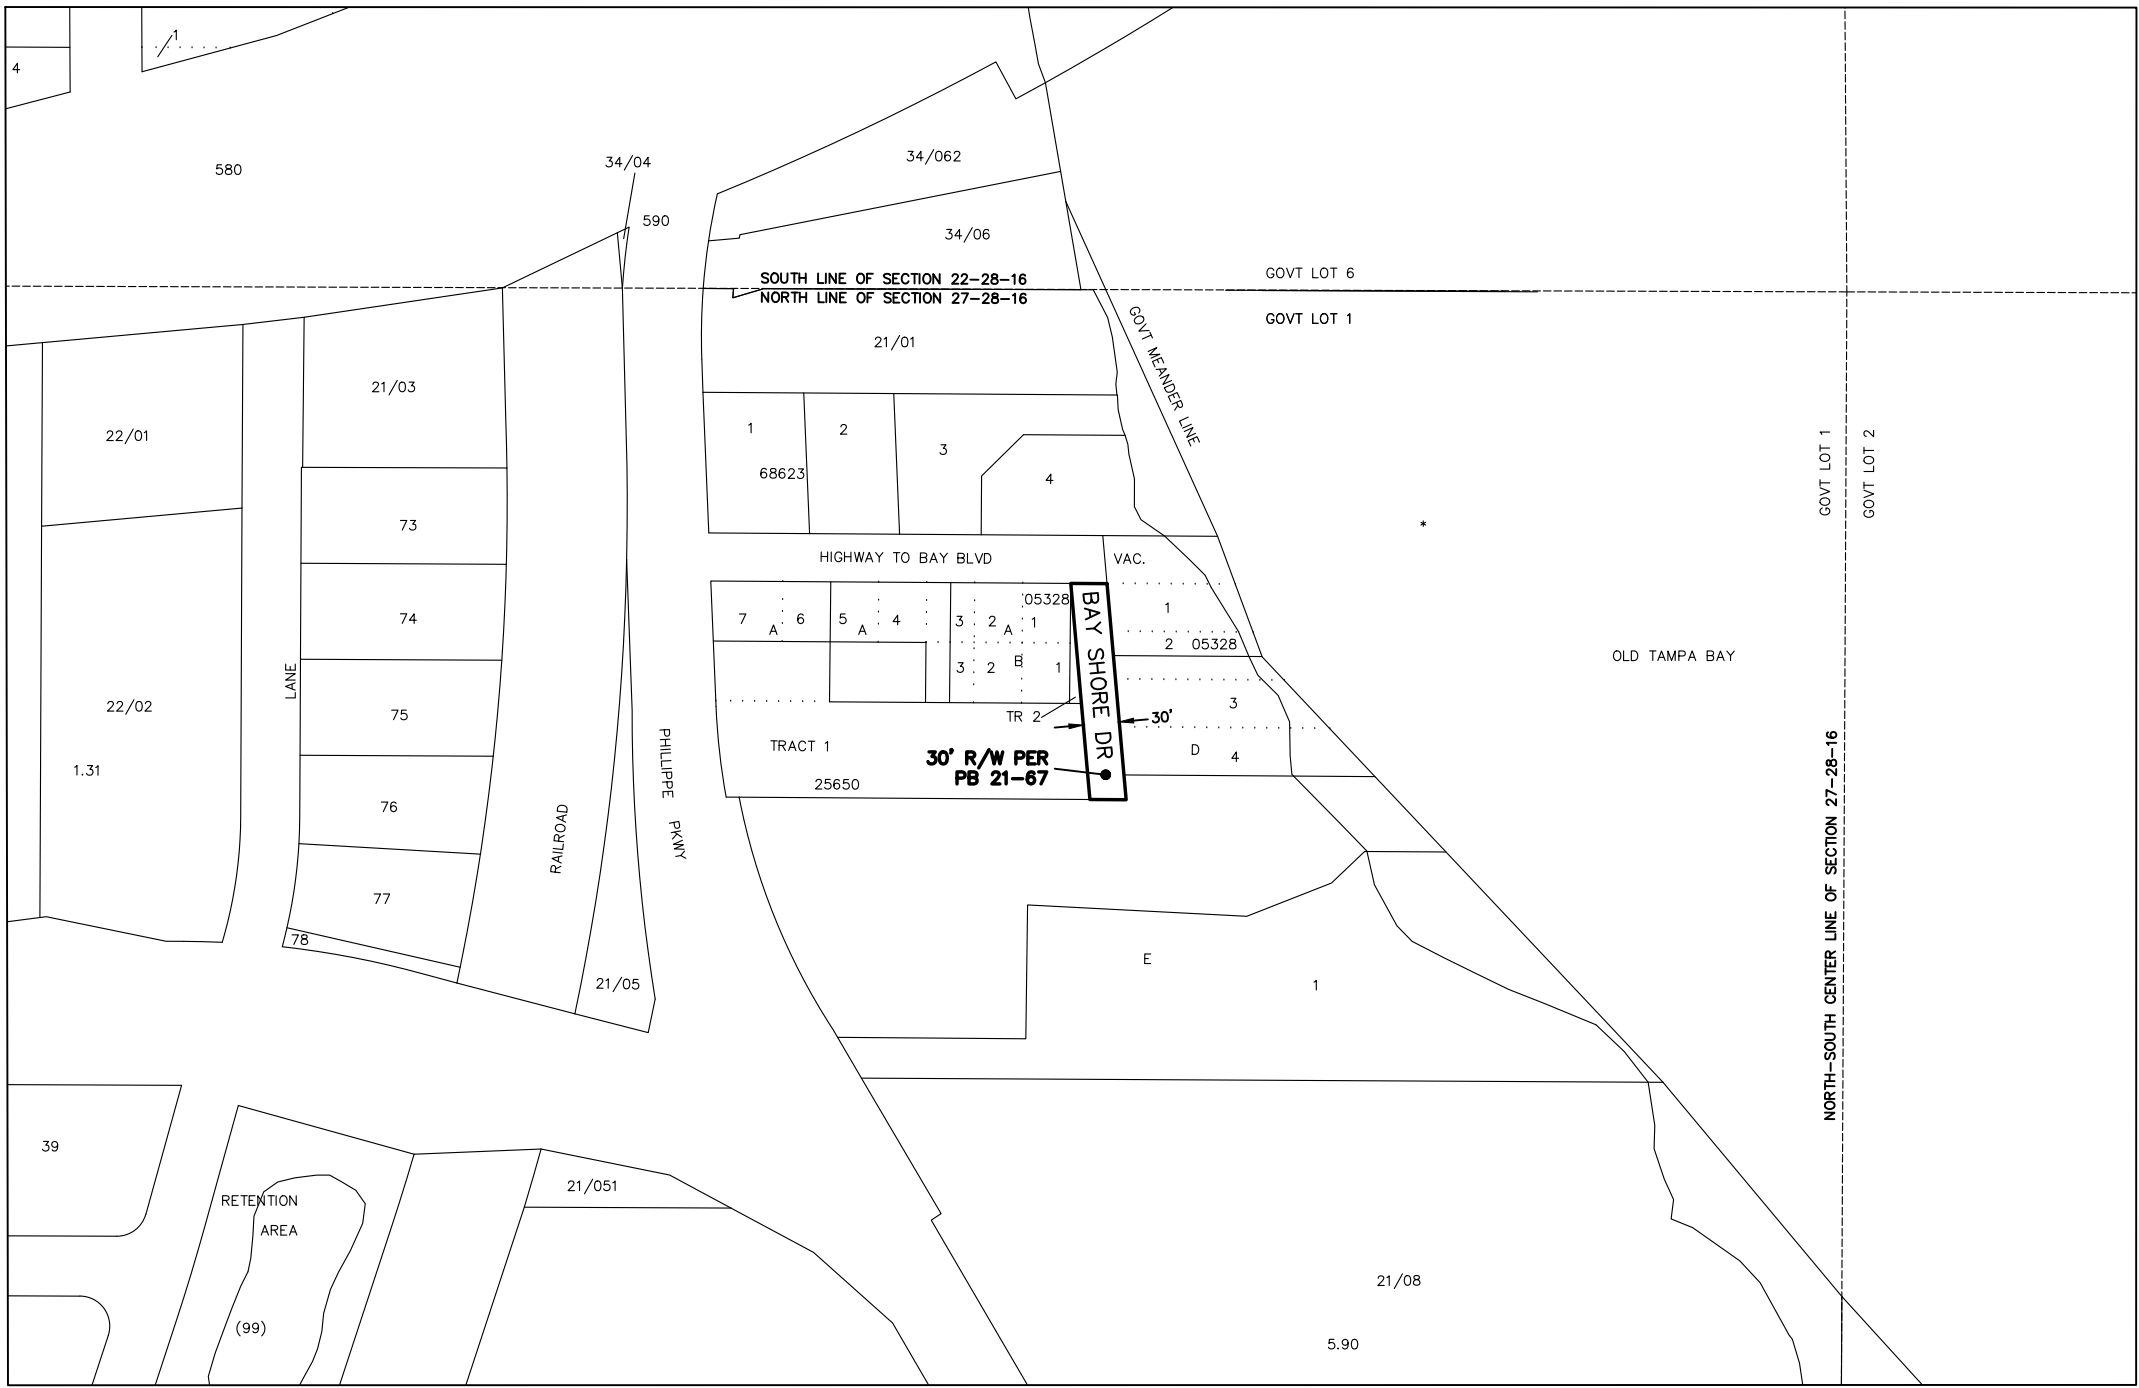 1
4
580
34/04
590
34/062
34/06
SOUTH LINE OF SECTION 22-28-16
NORTH LINE OF SECTION 27-28-16
GOVT LOT 6
GOVT LOT 1
GOVT MEANDER LINE
21/01
21/03
22/01
1
2
3
4
68623
GOVT LOT 1
GOVT LOT 2
*
73
HIGHWAY TO BAY BLVD
VAC.
74
7
A
6
5
A
4
3
2
A
1
05328
3
2
B
1
BAY SHORE DR
1
2
05328
OLD TAMPA BAY
LANE
75
22/02
1.31
TR 2
30'
3
D
4
TRACT 1
25650
30' R/W PER
PB 21-67
PHILLIPPE PKWY
RAILROAD
76
77
78
21/05
NORTH-SOUTH CENTER LINE OF SECTION 27-28-16
E
1
39
RETENTION
AREA
(99)
21/051
21/08
5.90